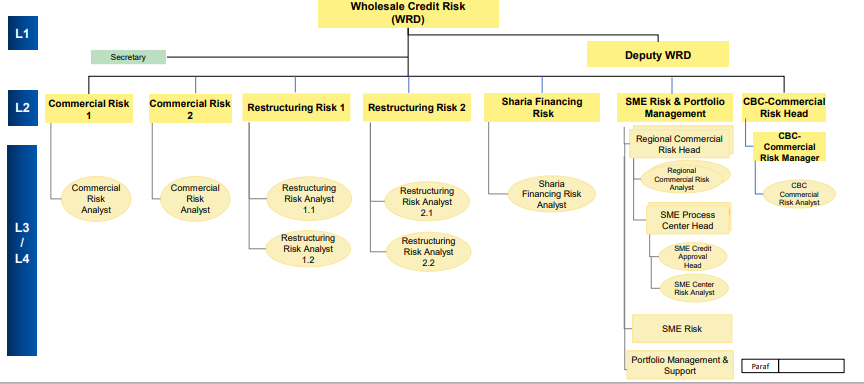 Wholesale Credit Risk
(WRD)
L1
Secretary
Deputy WRD
L2
Commercial Risk
1
Commercial Risk
2
Restructuring Risk 1
Restructuring Risk 2
Sharia Financing
Risk
SME Risk & Portfolio
Management
CBC-Commercial
Risk Head
L3
/
L4
Commercial
Risk
Analyst
Commercial
Risk
Analyst
Restructuring
Risk Analyst
1.1
Restructuring
Risk Analyst
1.2
Restructuring
Risk Analyst
2.1
Restructuring
Risk Analyst
2.2
Sharia
Financing Risk
Analyst
Regional Commercial
Risk Head
Regional
Commercial Risk
Analyst
SME Process
Center Head
SME Credit
Approval
Head
SME Center
Risk Analyst
SME Risk
Portfolio Management &
Support
CBC-
Commercial
Risk Manager
CBC
Commercial
Risk Analyst
Paraf